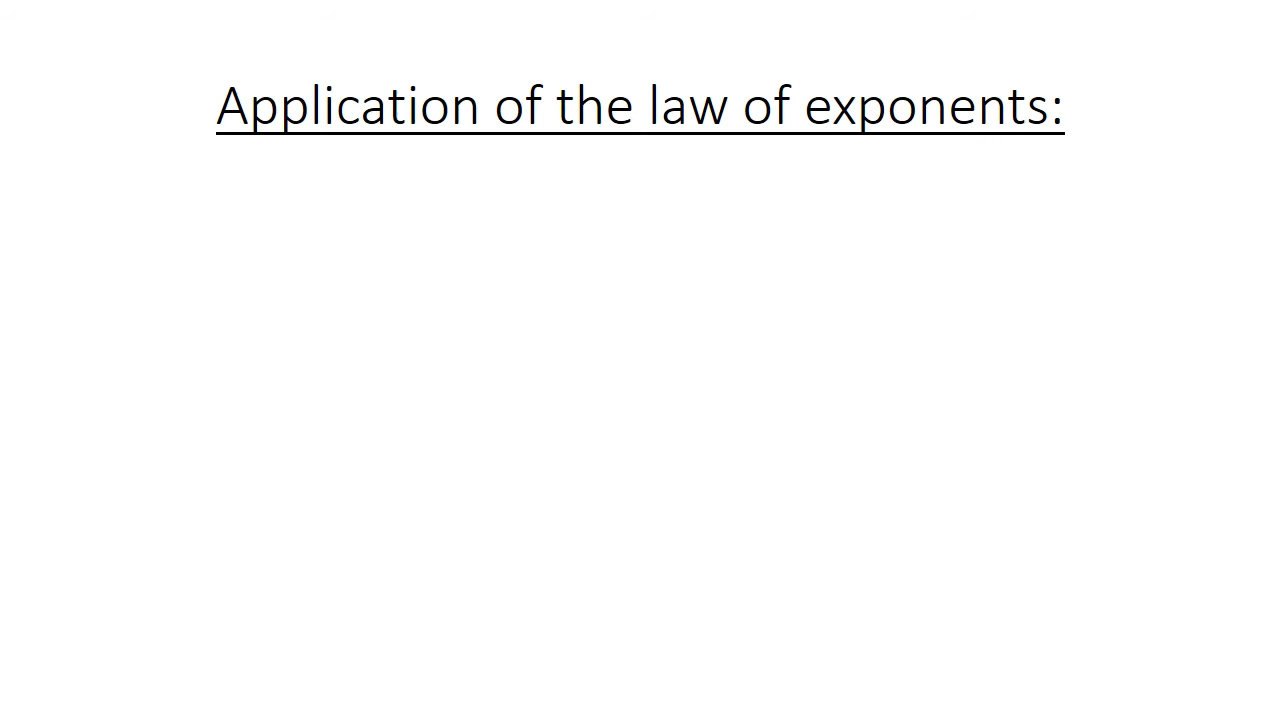 Application of the law of exponents: